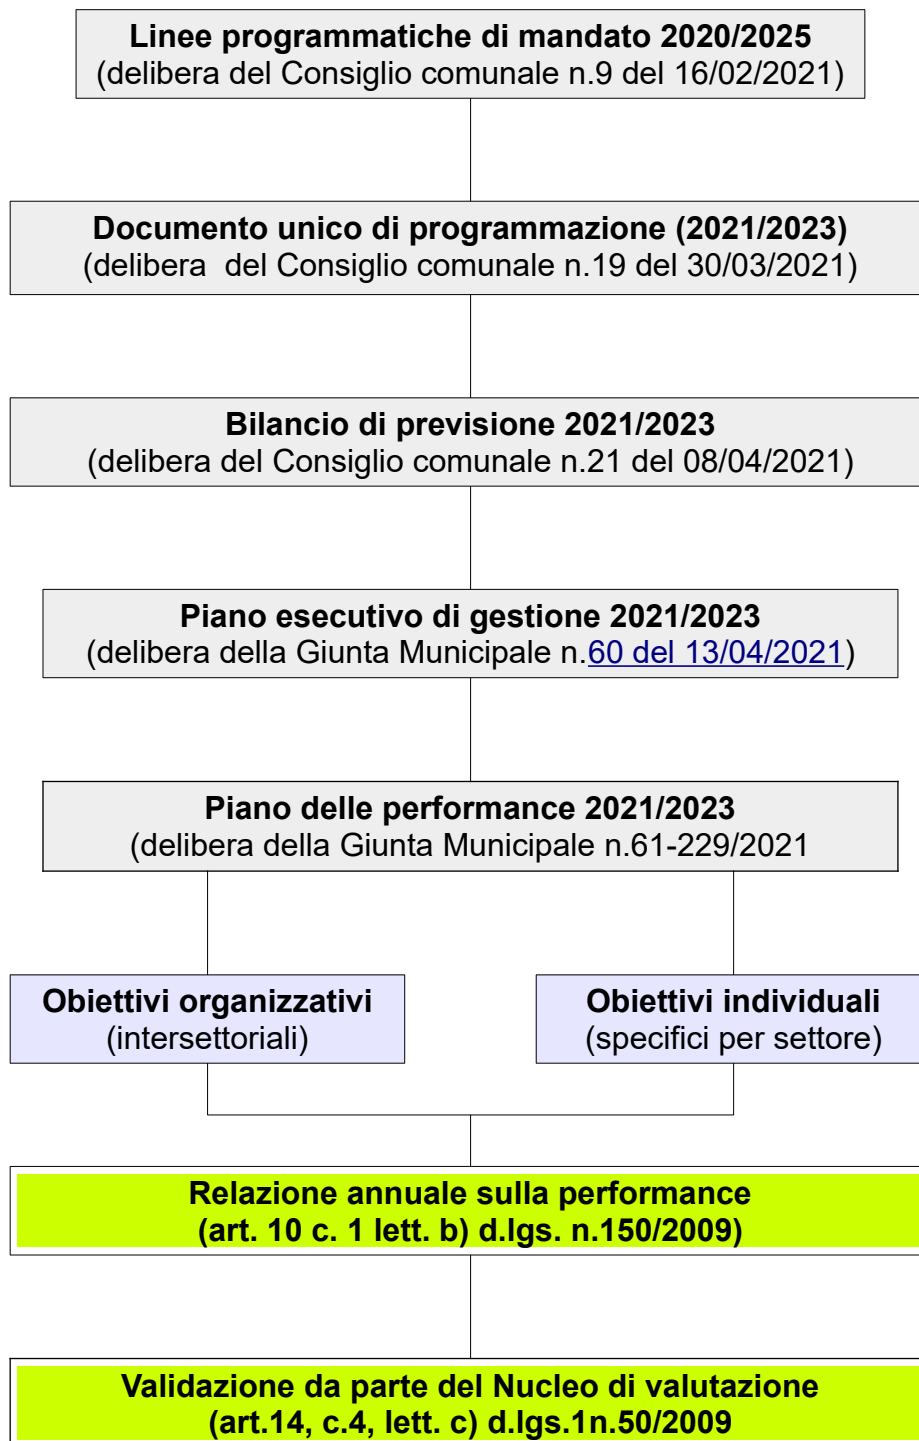 Linee programmatiche di mandato 2020/2025
(delibera del Consiglio comunale n.9 del 16/02/2021)
Documento unico di programmazione (2021/2023)
(delibera  del Consiglio comunale n.19 del 30/03/2021)
Bilancio di previsione 2021/2023
(delibera del Consiglio comunale n.21 del 08/04/2021)
Piano esecutivo di gestione 2021/2023
(delibera della Giunta Municipale n.60 del 13/04/2021)
Piano delle performance 2021/2023
(delibera della Giunta Municipale n.61-229/2021
Obiettivi organizzativi
(intersettoriali)
Obiettivi individuali
(specifici per settore)
Relazione annuale sulla performance
(art. 10 c. 1 lett. b) d.lgs. n.150/2009)
Validazione da parte del Nucleo di valutazione
(art.14, c.4, lett. c) d.lgs.1n.50/2009